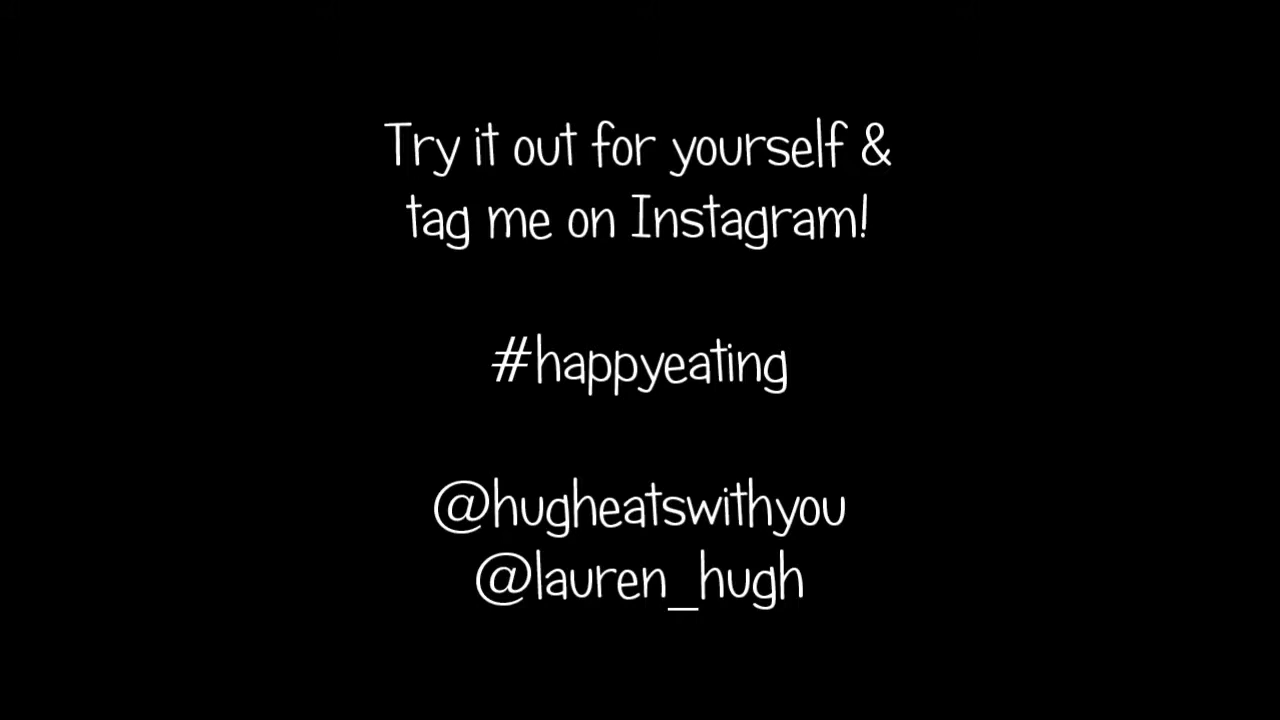 Try it out for yourself &
tag me on Instagram!
#happyeating
@hugheatswithyou
@lauren_hugh